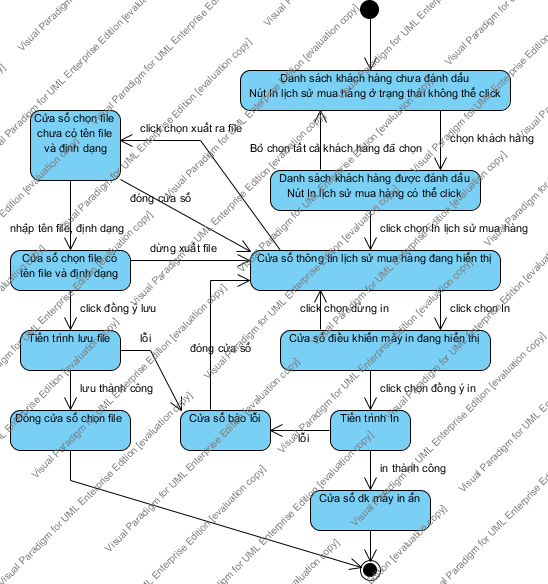 Danh sách khách hàng chưa đánh dấu
Nút In lịch sử mua hàng ở trạng thái không thể click
Bỏ chọn tất cả khách hàng đã chọn
chọn khách hàng
Danh sách khách hàng được đánh dấu
Nút In lịch sử mua hàng có thể click
click chọn In lịch sử mua hàng
Cửa sổ chọn file
chưa có tên file
và định dạng
click chọn xuất ra file
đóng cửa sổ
nhập tên file, định dạng
Cửa sổ chọn file có
tên file và định dạng
dừng xuất file
Cửa sổ thông tin lịch sử mua hàng đang hiển thị
click đồng ý lưu
click chọn dừng in
click chọn In
Tiến trình lưu file
lỗi
đóng cửa sổ
Cửa sổ điều khiển máy in đang hiển thị
lưu thành công
click chọn đồng ý in
Đóng cửa sổ chọn file
Cửa sổ báo lỗi
lỗi
Tiến trình In
in thành công
Cửa sổ đk máy in ẩn
Visual Paradigm for UML Enterprise Edition [evaluation copy]